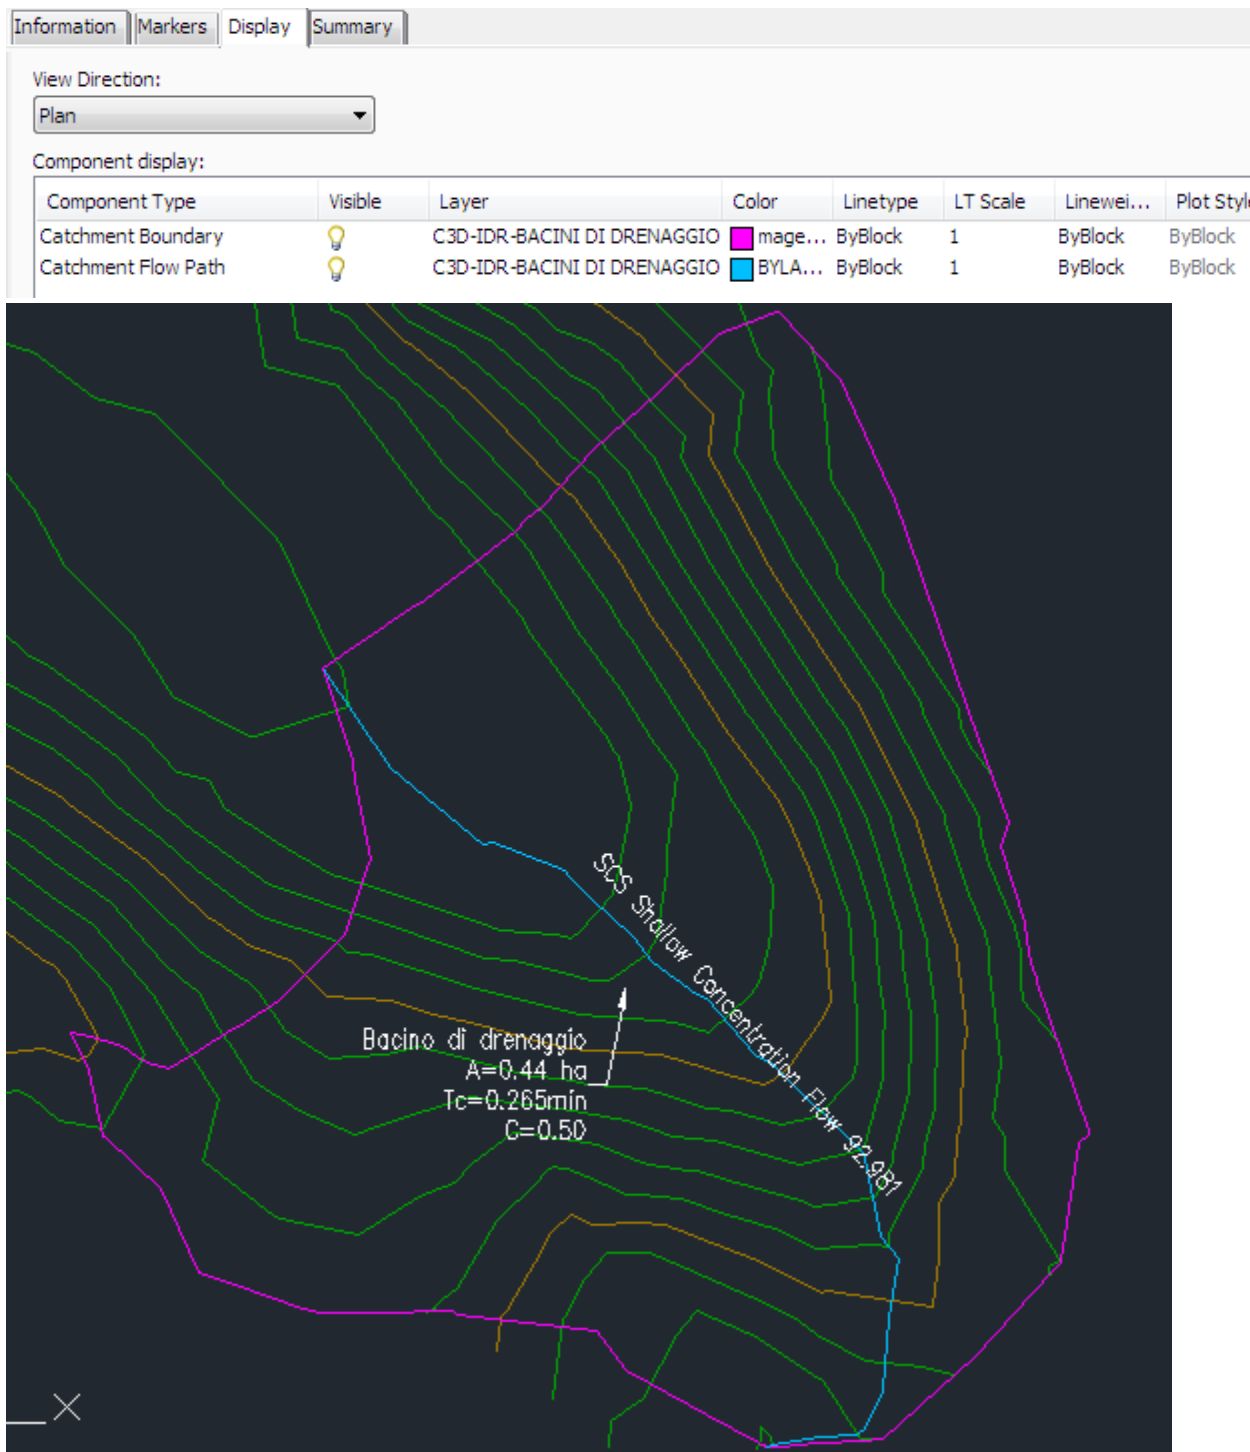 Information Markers Display Summary
View Direction:
Plan
Component display:
Component Type Visible Layer Color Linetype LT Scale Linewei... Plot Style
Catchment Boundary C3D-IDR-BACINI DI DRENAGGIO mage... ByBlock 1 ByBlock ByBlock
Catchment Flow Path C3D-IDR-BACINI DI DRENAGGIO BYLA... ByBlock 1 ByBlock ByBlock
SCS Shallow Concentration Flow 92.981
Bacino di drenaggio
A=0.44 ha
Tc=0.265min
C=0.50
X